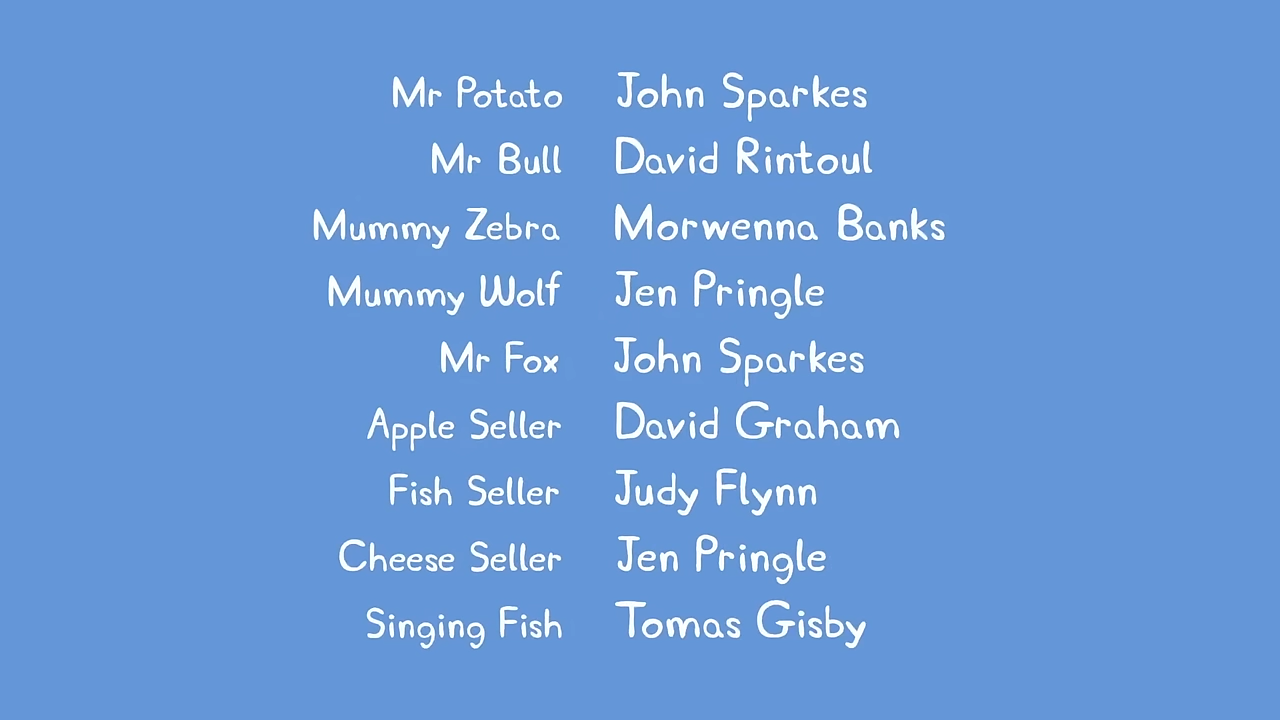 Mr Potato John Sparkes
Mr Bull David Rintoul
Mummy Zebra Morwenna Banks
Mummy Wolf Jen Pringle
Mr Fox John Sparkes
Apple Seller David Graham
Fish Seller Judy Flynn
Cheese Seller Jen Pringle
Singing Fish Tomas Gisby